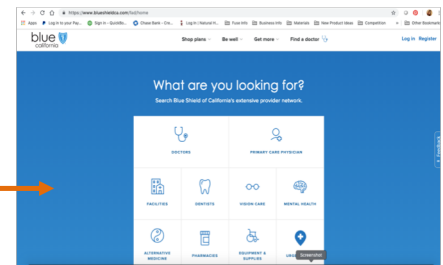 https://www.blueshieldca.com/fad/home
Apps Log in to your Pay... Sign in - QuickBo... Chase Bank - Cre... Log in | Natural H... Tax Info Business Info Materials New Product Ideas Competition » Other Bookmarks
blue california
Shop plans Be well Get more Find a doctor Log in Register
What are you looking for?
Search Blue Shield of California's extensive provider network.
DOCTORS PRIMARY CARE PHYSICIAN
Feedback
FACILITIES DENTISTS VISION CARE MENTAL HEALTH
Screenshot
ALTERNATIVE MEDICINE PHARMACIES EQUIPMENT & SUPPLIES